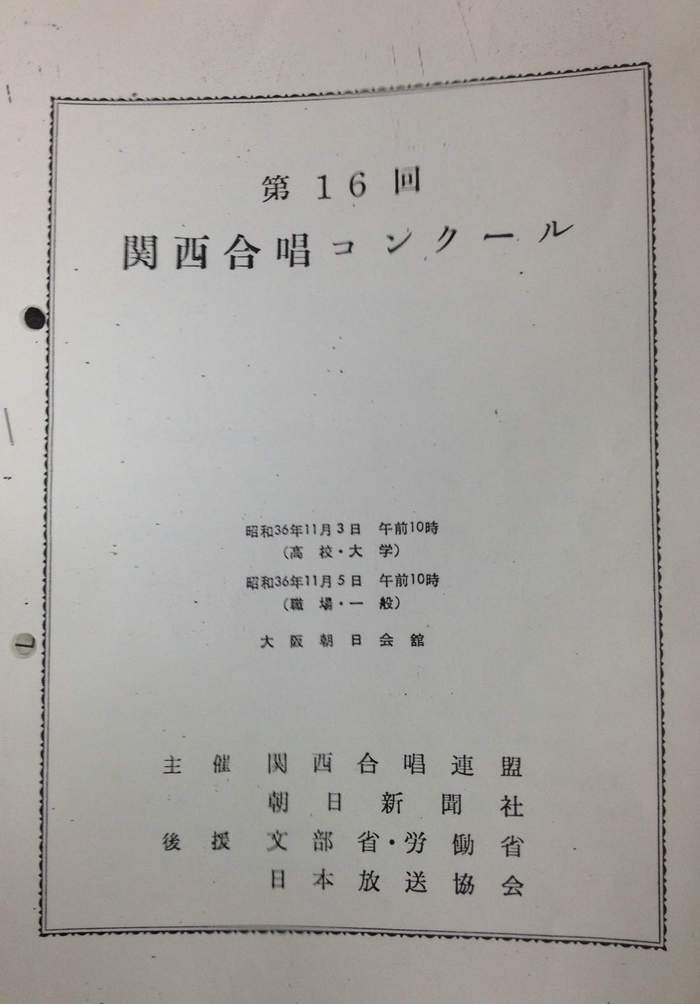 第16回
関西合唱コンクール
昭和36年11月3日 午前10時
（高校・大学）
昭和36年11月5日 午前10時
（職場・一般）
大阪朝日会館
主催 関西合唱連盟
朝日新聞社
後援 文部省・労働省
日本放送協会